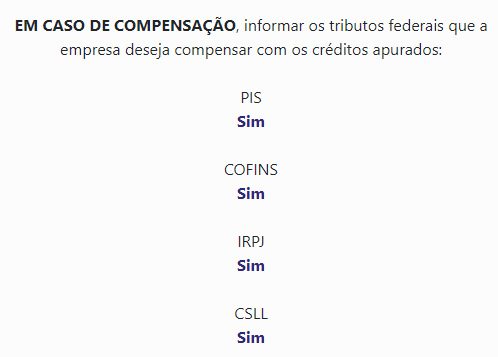 EM CASO DE COMPENSAÇÃO, informar os tributos federais que a
empresa deseja compensar com os créditos apurados:
PIS
Sim
COFINS
Sim
IRPJ
Sim
CSLL
Sim